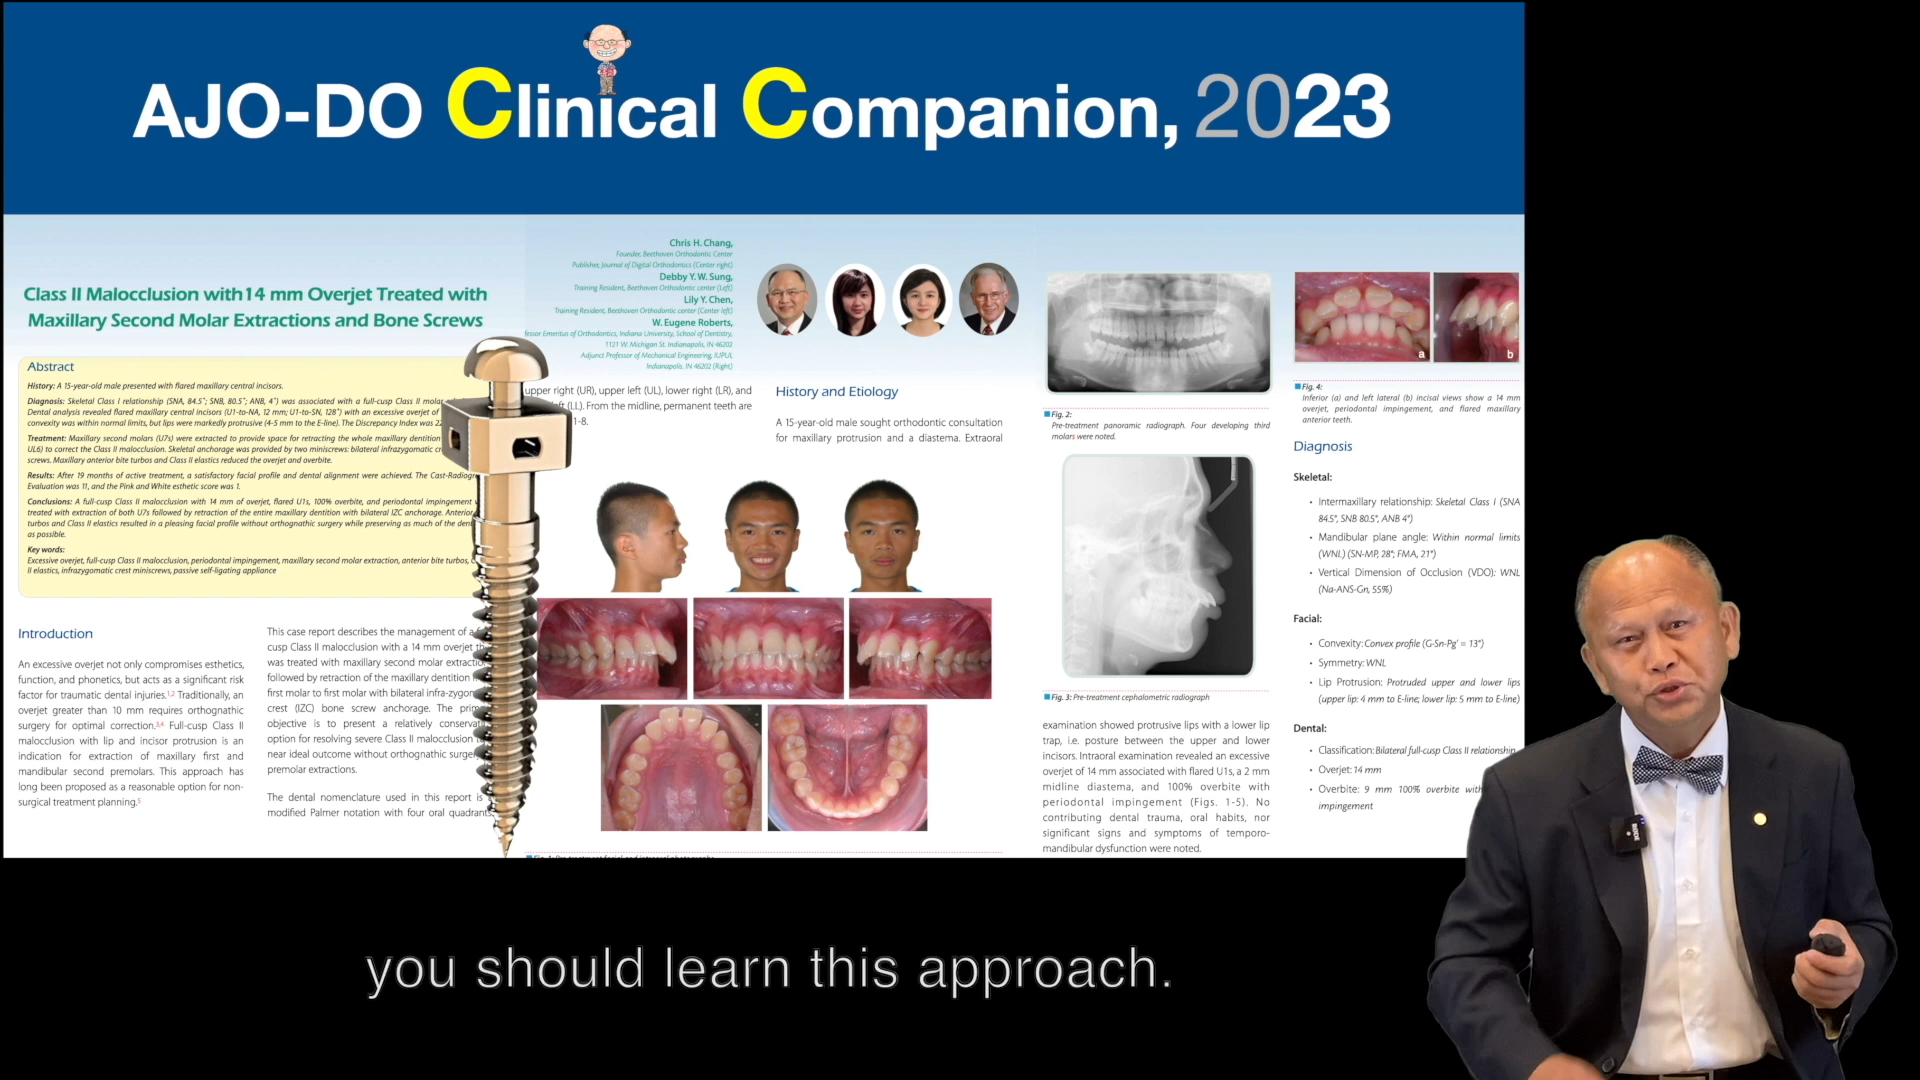 AJO-DO Clinical Companion, 2023
Class II Malocclusion with 14 mm Overjet Treated with
Maxillary Second Molar Extractions and Bone Screws
Abstract
History: A 15-year-old male presented with flared maxillary central incisors.
Diagnosis: Skeletal Class I relationship (SNA, 84.5˚; SNB, 80.5˚; ANB, 4˚) was associated with a full-cusp Class II molar
Dental analysis revealed flared maxillary central incisors (U1-to-NA, 12 mm; U1-to-SN, 128˚) with an excessive overjet of
convexity was within normal limits, but lips were markedly protrusive (4-5 mm to the E-line). The Discrepancy Index was 22
Treatment: Maxillary second molars (U7s) were extracted to provide space for retracting the whole maxillary dentition
UL6) to correct the Class II malocclusion. Skeletal anchorage was provided by two miniscrews: bilateral infrazygomatic
screws. Maxillary anterior bite turbos and Class II elastics reduced the overjet and overbite.
Results: After 19 months of active treatment, a satisfactory facial profile and dental alignment were achieved. The
Evaluation was 11, and the Pink and White esthetic score was 1.
Conclusions: A full-cusp Class II malocclusion with 14 mm of overjet, flared U1s, 100% overbite, and periodontal impingement
treated with extraction of both U7s followed by retraction of the entire maxillary dentition with bilateral IZC anchorage. Anterior
turbos and Class II elastics resulted in a pleasing facial profile without orthognathic surgery while preserving as much of the
as possible.
Key words:
Excessive overjet, full-cusp Class II malocclusion, periodontal impingement, maxillary second molar extraction, anterior bite turbos,
II elastics, infrazygomatic crest miniscrews, passive self-ligating appliance
Introduction
An excessive overjet not only compromises esthetics,
function, and phonetics, but acts as a significant risk
factor for traumatic dental injuries.1,2 Traditionally, an
overjet greater than 10 mm requires orthognathic
surgery for optimal correction.3,4 Full-cusp Class II
malocclusion with lip and incisor protrusion is an
indication for extraction of maxillary first and
mandibular second premolars. This approach has
long been proposed as a reasonable option for non-
surgical treatment planning.5
This case report describes the management of a
cusp Class II malocclusion with a 14 mm overjet
was treated with maxillary second molar
followed by retraction of the maxillary dentition
first molar to first molar with bilateral
crest (IZC) bone screw anchorage. The
objective is to present a relatively
option for resolving severe Class II malocclusion
near ideal outcome without orthognathic
premolar extractions.
The dental nomenclature used in this report is
modified Palmer notation with four oral
Chris H. Chang,
Founder, Beethoven Orthodontic Center
Publisher, Journal of Digital Orthodontics (Center right)
Debby Y. W. Sung,
Training Resident, Beethoven Orthodontic center (Left)
Lily Y. Chen,
Training Resident, Beethoven Orthodontic center (Center left)
W. Eugene Roberts,
Emeritus of Orthodontics, Indiana University, School of Dentistry,
1121 W. Michigan St. Indianapolis, IN 46202
Adjunct Professor of Mechanical Engineering, IUPUI,
Indianapolis, IN 46202 (Right)
upper right (UR), upper left (UL), lower right (LR), and
(LL). From the midline, permanent teeth are
1-8.
History and Etiology
A 15-year-old male sought orthodontic consultation
for maxillary protrusion and a diastema. Extraoral
Fig. 2:
Pre-treatment panoramic radiograph. Four developing third
molars were noted.
Fig. 3: Pre-treatment cephalometric radiograph
examination showed protrusive lips with a lower lip
trap, i.e. posture between the upper and lower
incisors. Intraoral examination revealed an excessive
overjet of 14 mm associated with flared U1s, a 2 mm
midline diastema, and 100% overbite with
periodontal impingement (Figs. 1-5). No
contributing dental trauma, oral habits, nor
significant signs and symptoms of temporo-
mandibular dysfunction were noted.
a
b
Fig. 4:
Inferior (a) and left lateral (b) incisal views show a 14 mm
overjet, periodontal impingement, and flared maxillary
anterior teeth.
Diagnosis
Skeletal:
• Intermaxillary relationship: Skeletal Class I (SNA
84.5˚, SNB 80.5˚, ANB 4˚)
• Mandibular plane angle: Within normal limits
(WNL) (SN-MP, 28˚; FMA, 21˚)
• Vertical Dimension of Occlusion (VDO): WNL
(Na-ANS-Gn, 55%)
Facial:
• Convexity: Convex profile (G-Sn-Pg' = 13˚)
• Symmetry: WNL
• Lip Protrusion: Protruded upper and lower lips
(upper lip: 4 mm to E-line; lower lip: 5 mm to E-line)
Dental:
• Classification: Bilateral full-cusp Class II relationship
• Overjet: 14 mm
• Overbite: 9 mm 100% overbite with
impingement
you should learn this approach.